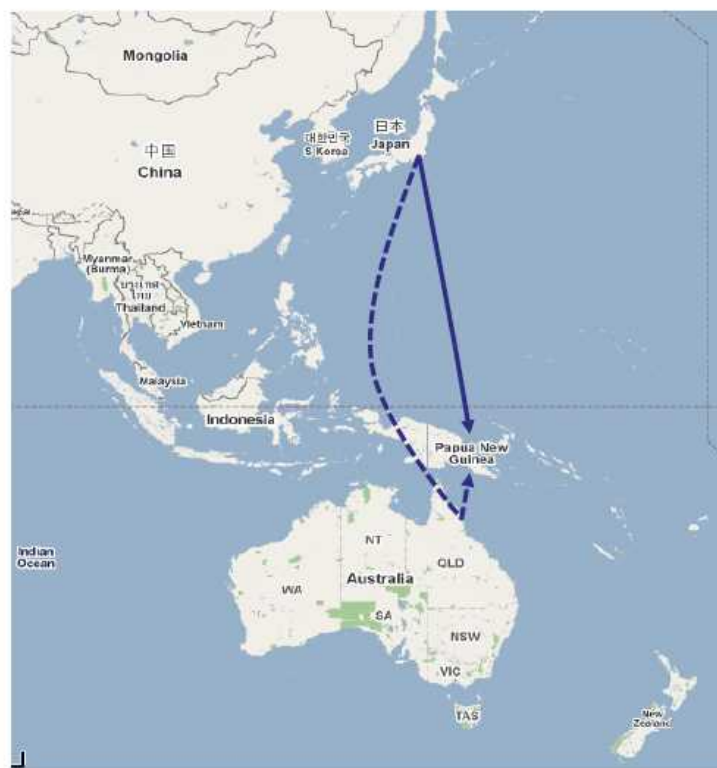 Mongolia
日本
Japan
대한민국
S Korea
中国
China
Myanmar
(Burma)
Thailand
Vietnam
Malaysia
Indonesia
Papua New
Guinea
Indian
Ocean
NT
QLD
WA
Australia
SA
NSW
VIC
TAS
New
Zealand